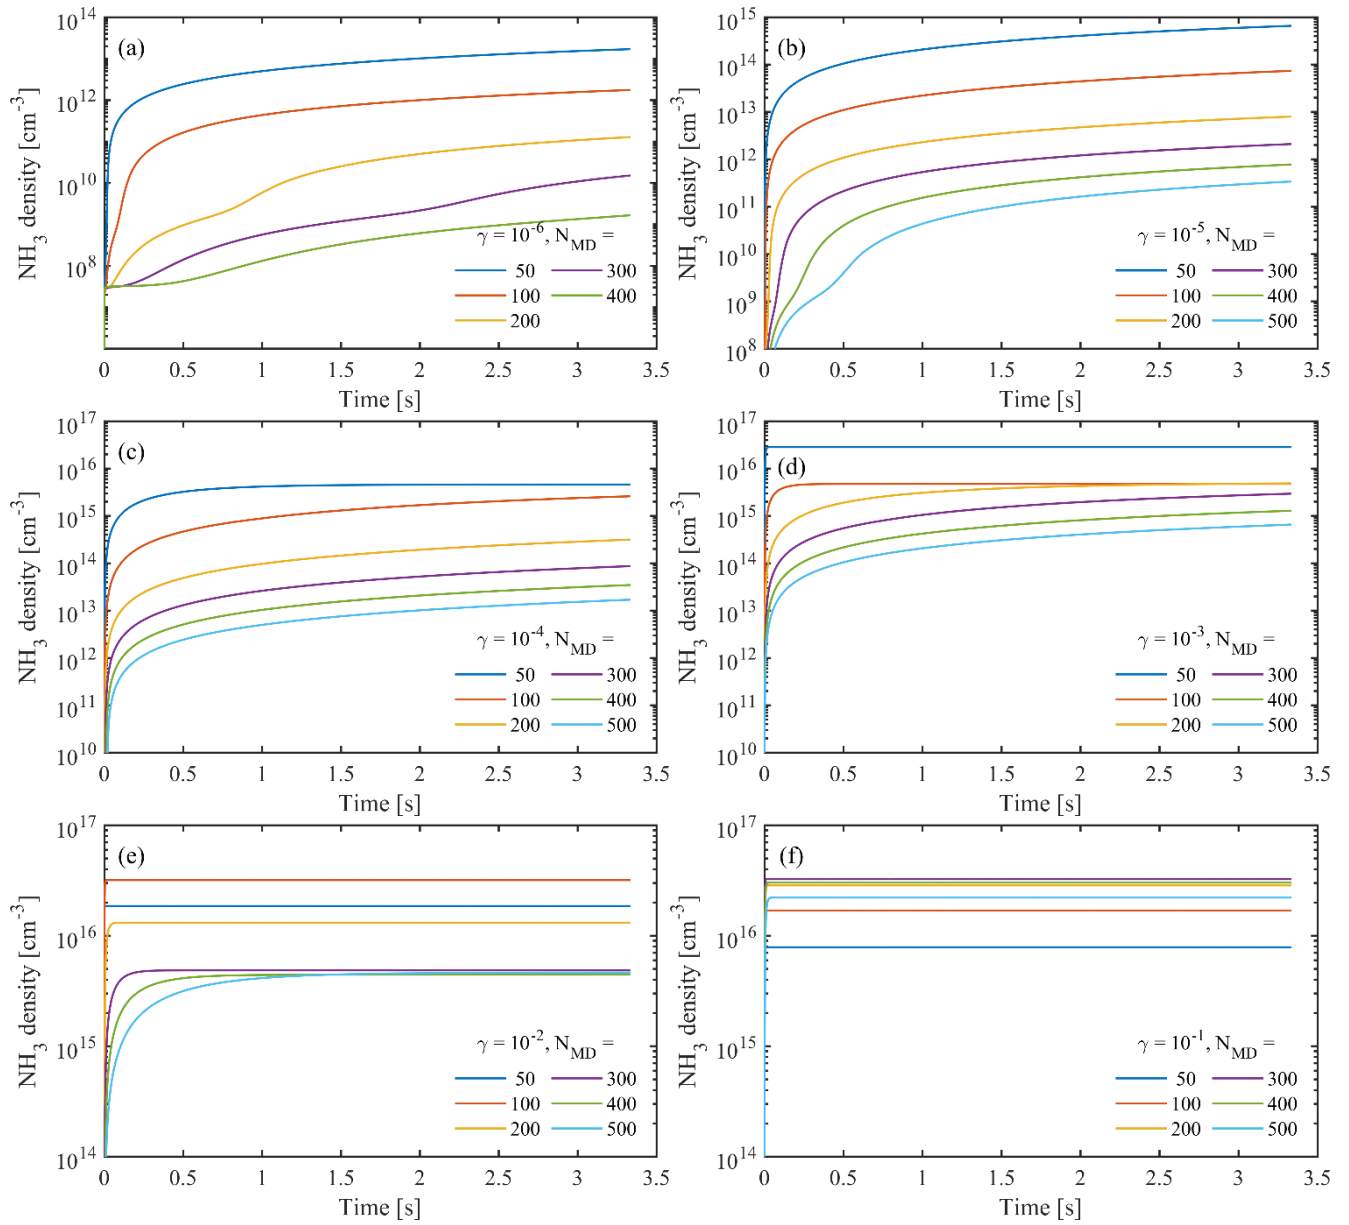 (a)
NH3 density [cm-3]
10^14
10^12
10^10
10^8
γ = 10^-6, N_MD =
50 300
100 400
200
0 0.5 1 1.5 2 2.5 3 3.5
Time [s]
(b)
NH3 density [cm-3]
10^15
10^14
10^13
10^12
10^11
10^10
10^9
10^8
γ = 10^-5, N_MD =
50 300
100 400
200 500
0 0.5 1 1.5 2 2.5 3 3.5
Time [s]
(c)
NH3 density [cm-3]
10^17
10^16
10^15
10^14
10^13
10^12
10^11
10^10
γ = 10^-4, N_MD =
50 300
100 400
200 500
0 0.5 1 1.5 2 2.5 3 3.5
Time [s]
(d)
NH3 density [cm-3]
10^17
10^16
10^15
10^14
10^13
10^12
10^11
10^10
γ = 10^-3, N_MD =
50 300
100 400
200 500
0 0.5 1 1.5 2 2.5 3 3.5
Time [s]
(e)
NH3 density [cm-3]
10^17
10^16
10^15
10^14
γ = 10^-2, N_MD =
50 300
100 400
200 500
0 0.5 1 1.5 2 2.5 3 3.5
Time [s]
(f)
NH3 density [cm-3]
10^17
10^16
10^15
10^14
γ = 10^-1, N_MD =
50 300
100 400
200 500
0 0.5 1 1.5 2 2.5 3 3.5
Time [s]